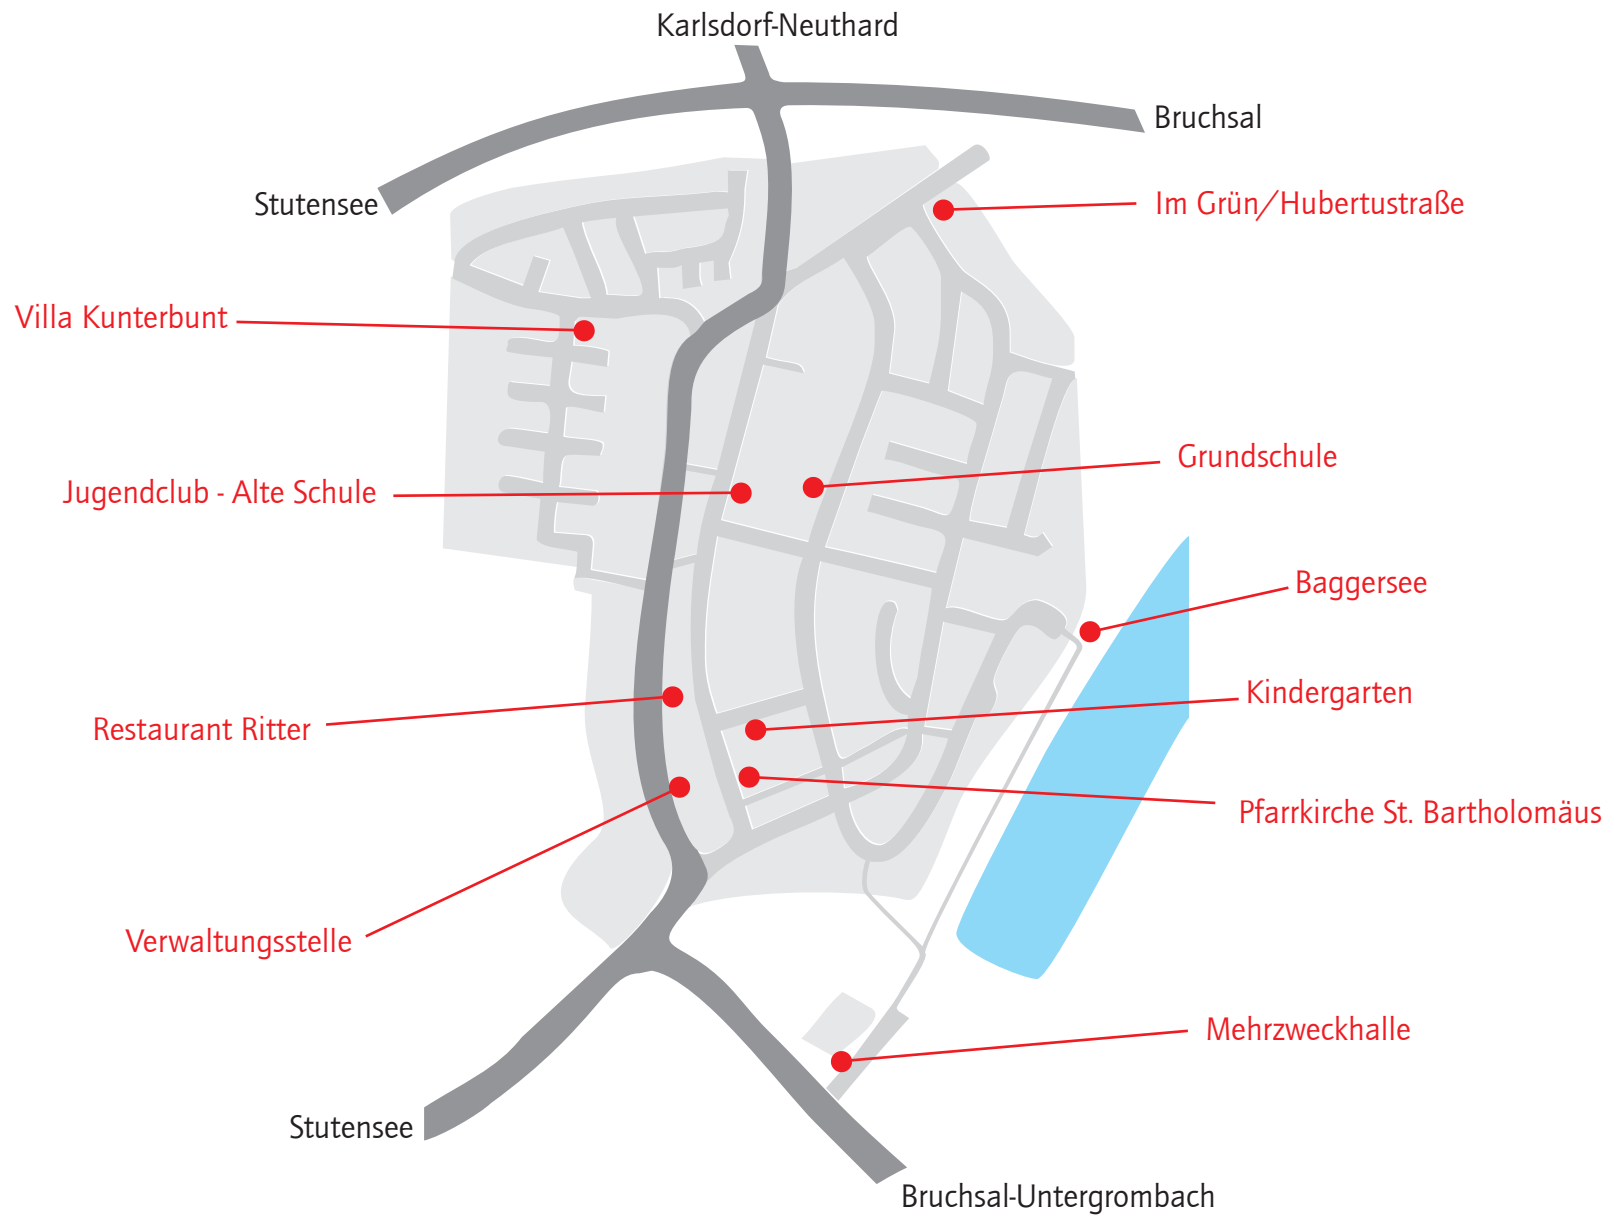 Karlsdorf-Neuthard
Bruchsal
Stutensee
Im Grün/Hubertustraße
Villa Kunterbunt
Grundschule
Jugendclub - Alte Schule
Baggersee
Kindergarten
Restaurant Ritter
Pfarrkirche St. Bartholomäus
Verwaltungsstelle
Mehrzweckhalle
Stutensee
Bruchsal-Untergrombach